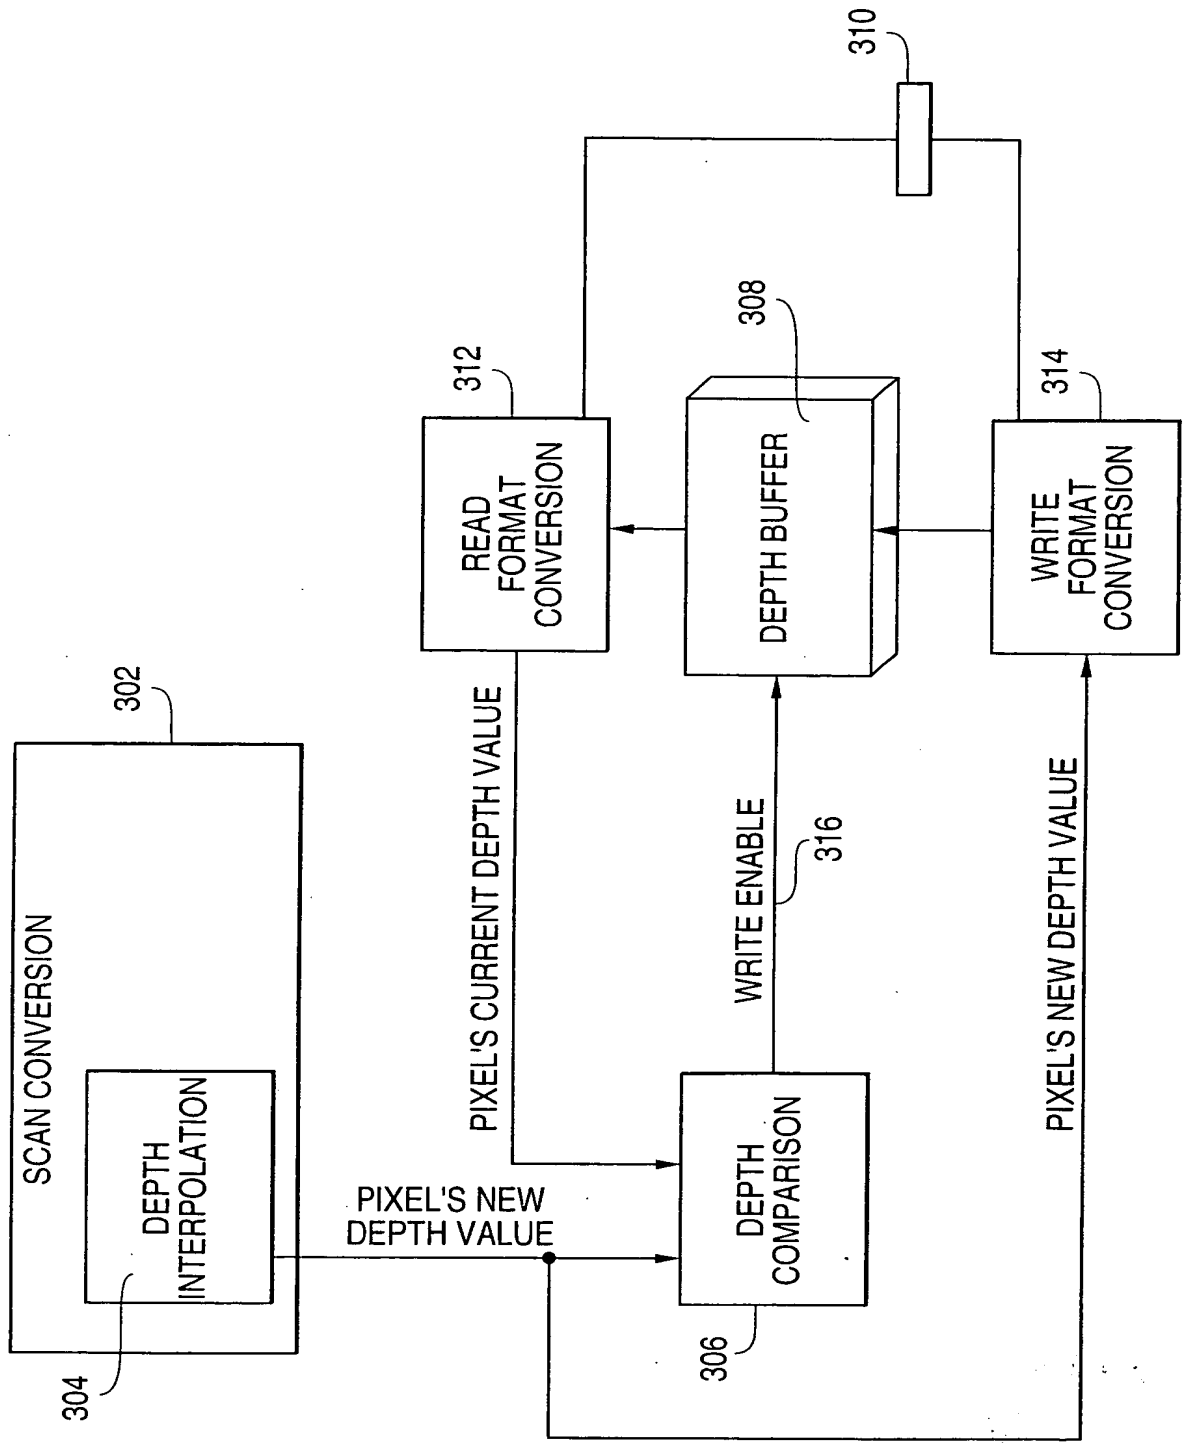 SCAN CONVERSION
302
DEPTH
INTERPOLATION
304
PIXEL'S NEW
DEPTH VALUE
PIXEL'S CURRENT DEPTH VALUE
READ
FORMAT
CONVERSION
312
DEPTH
COMPARISON
306
WRITE ENABLE
316
DEPTH BUFFER
308
310
PIXEL'S NEW DEPTH VALUE
WRITE
FORMAT
CONVERSION
314